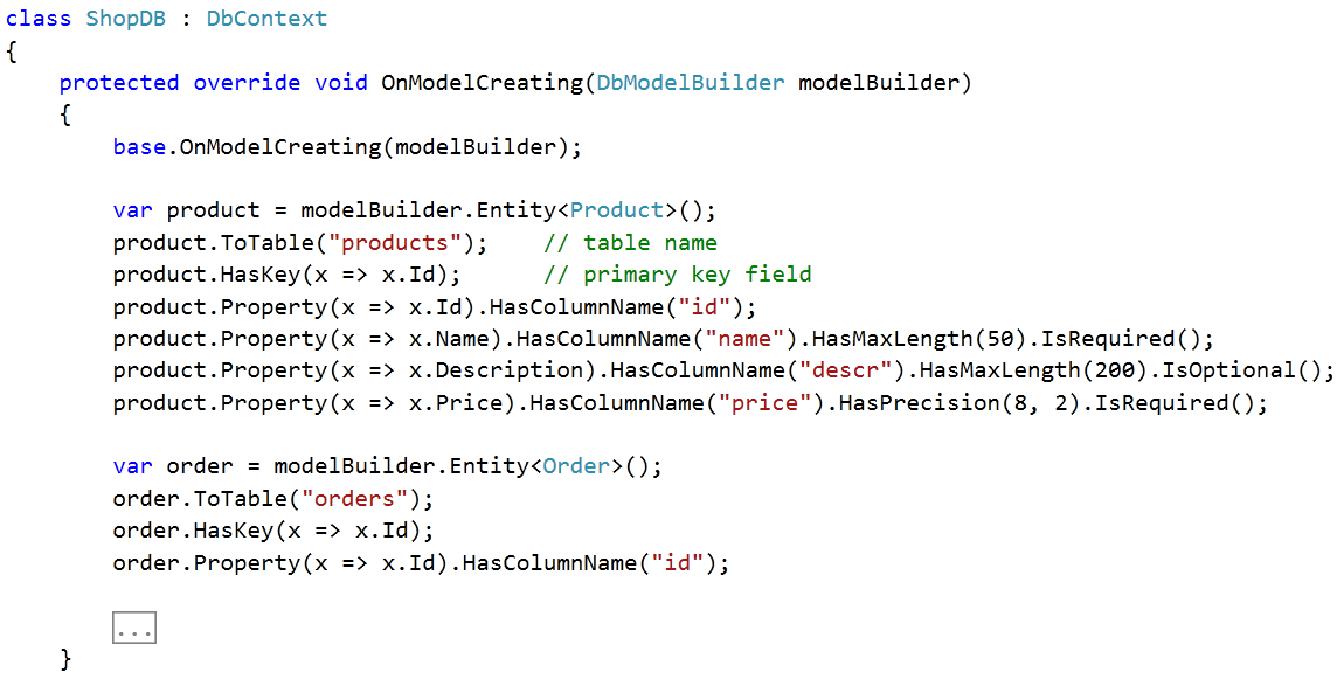 class ShopDB : DbContext
{
    protected override void OnModelCreating(DbModelBuilder modelBuilder)
    {
        base.OnModelCreating(modelBuilder);

        var product = modelBuilder.Entity<Product>();
        product.ToTable("products");    // table name
        product.HasKey(x => x.Id);      // primary key field
        product.Property(x => x.Id).HasColumnName("id");
        product.Property(x => x.Name).HasColumnName("name").HasMaxLength(50).IsRequired();
        product.Property(x => x.Description).HasColumnName("descr").HasMaxLength(200).IsOptional();
        product.Property(x => x.Price).HasColumnName("price").HasPrecision(8, 2).IsRequired();

        var order = modelBuilder.Entity<Order>();
        order.ToTable("orders");
        order.HasKey(x => x.Id);
        order.Property(x => x.Id).HasColumnName("id");

        ...
    }